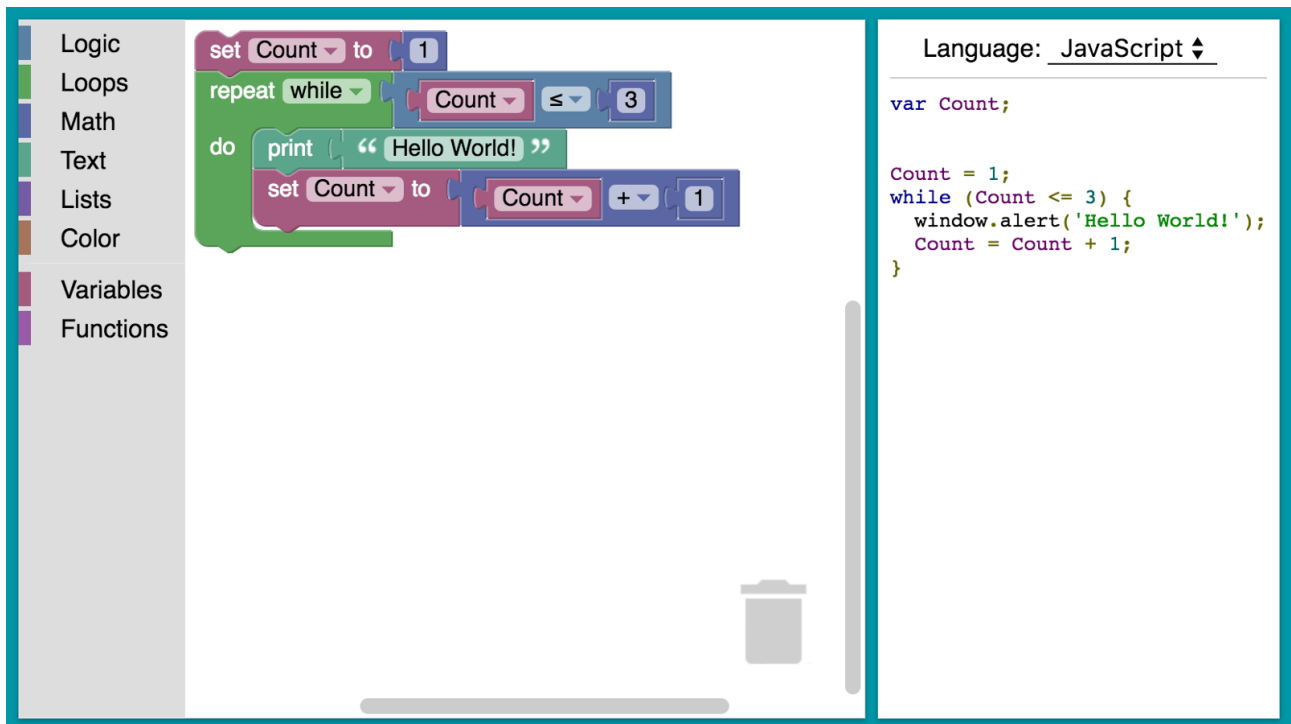 Logic
Loops
Math
Text
Lists
Color
Variables
Functions
set Count to 1
repeat while Count ≤ 3
do print “ Hello World! ”
set Count to Count + 1
Language: JavaScript
var Count;
Count = 1;
while (Count <= 3) {
  window.alert('Hello World!');
  Count = Count + 1;
}